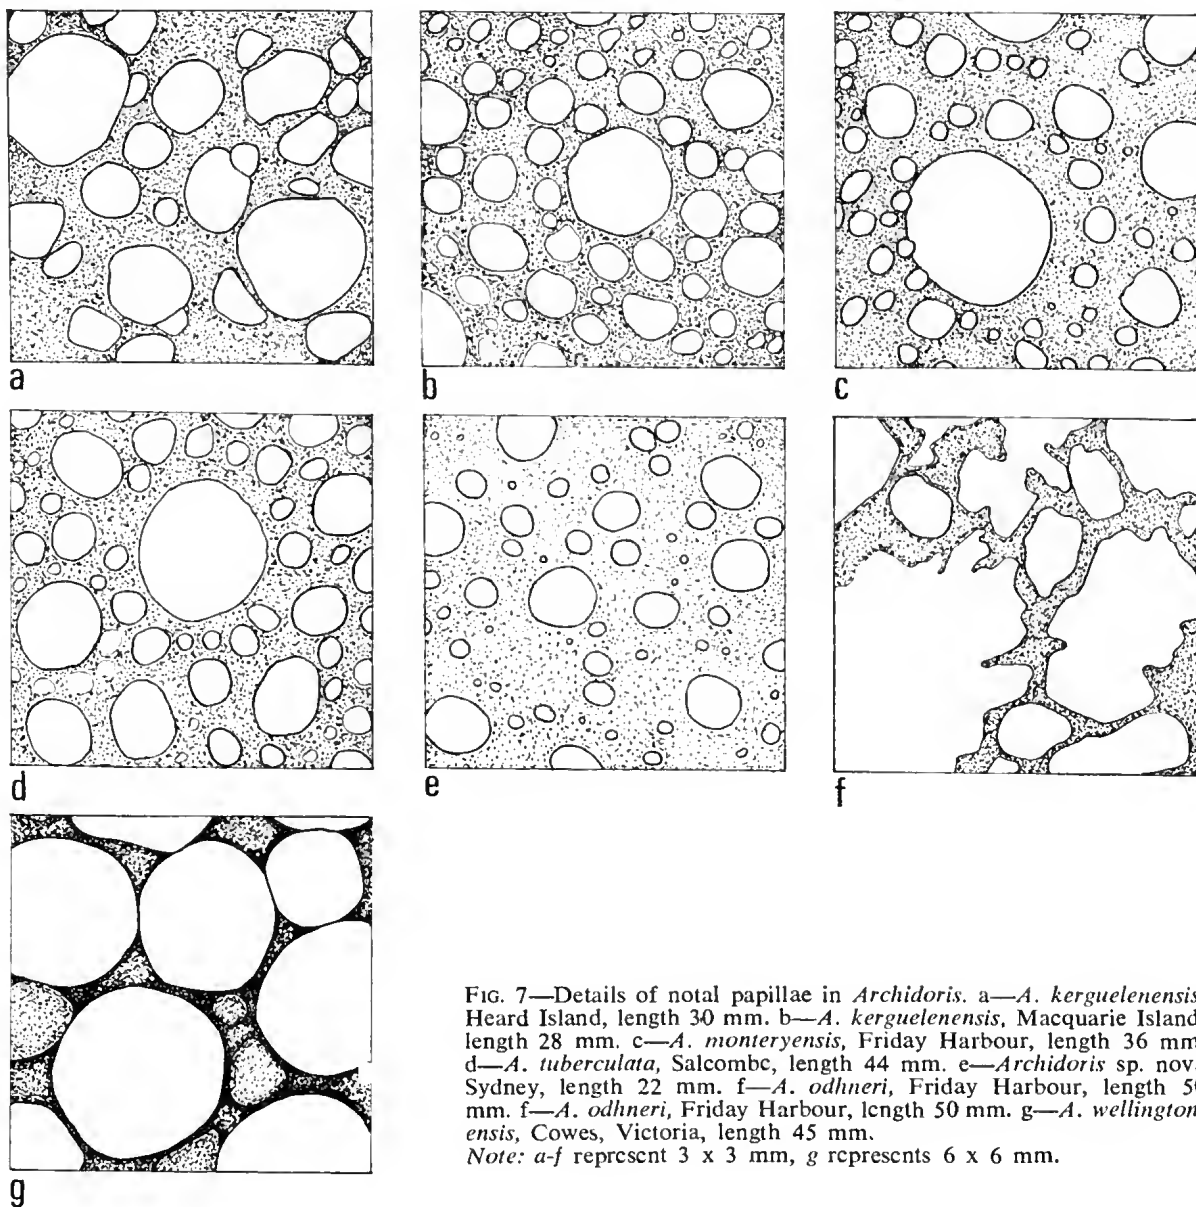 a
b
c
d
e
f
g
FIG. 7—Details of notal papillae in Archidoris. a—A. kerguelenensis
Heard Island, length 30 mm. b—A. kerguelenensis, Macquarie Island
length 28 mm. c—A. monteryensis, Friday Harbour, length 36 mm
d—A. tuberculata, Salcombe, length 44 mm. e—Archidoris sp. nov.
Sydney, length 22 mm. f—A. odhneri, Friday Harbour, length 50
mm. f—A. odhneri, Friday Harbour, length 50 mm. g—A. wellington
ensis, Cowes, Victoria, length 45 mm.
Note: a-f represent 3 x 3 mm, g represents 6 x 6 mm.